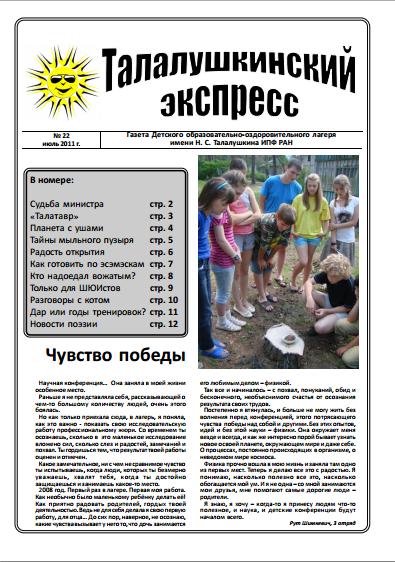 Талалушкинский
экспресс
№ 22
июль 2011 г.
Газета Детского образовательно-оздоровительного лагеря
имени Н. С. Талалушкина ИПФ РАН
В номере:
Судьба министра стр. 2
«Талатавр» стр. 3
Планета с ушами стр. 4
Тайны мыльного пузыря стр. 5
Радость открытия стр. 6
Как готовить по эсэмэскам стр. 7
Кто надоедал вожатым? стр. 8
Только для ШЮИстов стр. 9
Разговоры с котом стр. 10
Дар или годы тренировок? стр. 11
Новости поэзии стр. 12
Чувство победы
Научная конференция... Она заняла в моей жизни
особенное место.
Раньше я не представляла себя, рассказывающей о
чем-то большому количеству людей, очень этого
боялась.
Но как только приехала сюда, в лагерь, я поняла,
как это важно - показать свою исследовательскую
работу профессиональному жюри. Со временем ты
осознаешь, сколько в это маленькое исследование
вложено сил, слез и радостей, замечаний и
похвал. Ты гордишься тем, что результат твоей работы
оценен и отмечен.
Какое замечательное, ни с чем не сравнимое чувство
ты испытываешь, когда люди, которых ты безмерно
уважаешь, хвалят тебя, когда ты достойно
защищаешься и занимаешь какое-то место.
2008 год. Первый раз в лагере. Первая моя работа.
Как необычно было маленькому ребёнку делать её!
Как приятно радовать родителей, гордых твоей
деятельностью. Ведь не для себя делала свою первую
работу, для отца... До сих пор, наверное, не осознаю,
какие чувства вызывает у него то, что дочь занимается
его любимым делом – физикой.
Так все и начиналось – с похвал, понуканий, обид и
бесконечного, необъяснимого счастья от осознания
результата своих трудов.
Постепенно я втянулась, и больше не могу жить без
волнения перед конференцией, этого потрясающего
чувства победы над собой и другими. Без этих опытов,
идей и без этой науки – физики. Она окружает меня
везде и всегда, и как же интересно порой бывает узнать
новое об своей планете, окружающем мире и даже себе.
О процессах, постоянно происходящих в организме, о
неведомом мире космоса.
Физика прочно вошла в мою жизнь и заняла там одно
из первых мест. Теперь я делаю все это с радостью. Я
понимаю, насколько полезно все это, насколько
обогащается мой ум. И я не одна – со мной занимаются
мои друзья, мне помогают самые дорогие люди –
родители.
Я знаю, я хочу – когда-то я принесу людям что-то
полезное, и наука, и детские конференции будут
началом всего.
Рут Шимкевич, 3 отряд